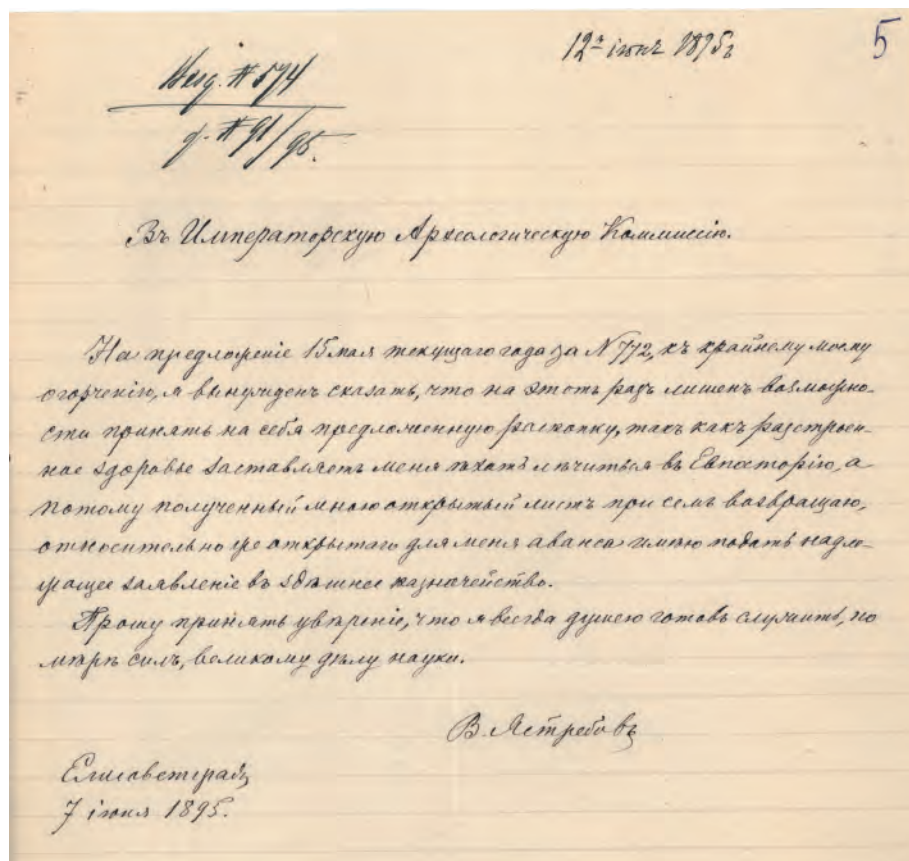 12го іюня 1895г
5
Вход. № 574
д. № 91/95.
Въ Императорскую Археологическую Коммиссію.
На предложеніе 15 мая текущаго года за N 772, къ крайнему моему
огорченію, я вынужденъ сказать, что на этотъ разъ лишенъ возможно-
сти принять на себя предложенную раскопку, такъ какъ разстроен-
ное здоровье заставляетъ меня ѣхать лѣчиться въ Евпаторію, а
потому полученный мною открытый листъ при семъ возвращаю,
относительно же открытаго для меня аванса имѣю подать надле-
жащее заявленіе въ здѣшнее казначейство.
Прошу принять увѣреніе, что я всегда душею готовъ служить, по
мѣрѣ силъ, великому дѣлу науки.
В. Ястребовъ
Елисаветградъ
7 іюня 1895.